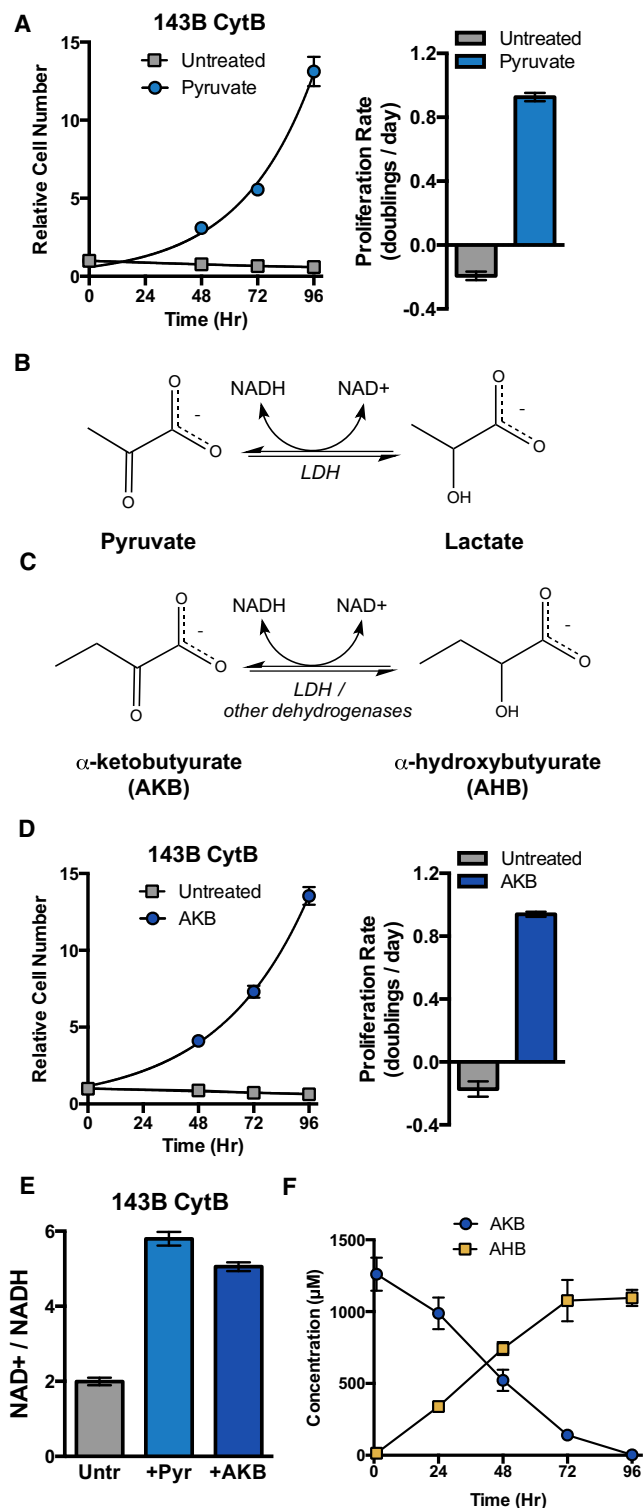 A
143B CytB
Relative Cell Number
15
10
5
0
Untreated
Pyruvate
0 24 48 72 96
Time (Hr)
Proliferation Rate
(doublings / day)
1.2
0.8
0.4
0.0
-0.4
Untreated
Pyruvate
B
NADH NAD+
O O
- -
O O
LDH
O OH
Pyruvate Lactate
C
NADH NAD+
O O
- -
O O
LDH /
other dehydrogenases
O OH
α-ketobutyurate α-hydroxybutyurate
(AKB) (AHB)
D
143B CytB
Relative Cell Number
15
10
5
0
Untreated
AKB
0 24 48 72 96
Time (Hr)
Proliferation Rate
(doublings / day)
1.2
0.8
0.4
0.0
-0.4
Untreated
AKB
E
143B CytB
NAD+ / NADH
6
4
2
0
Untr +Pyr +AKB
F
AKB
AHB
Concentration (μM)
1500
1000
500
0
0 24 48 72 96
Time (Hr)